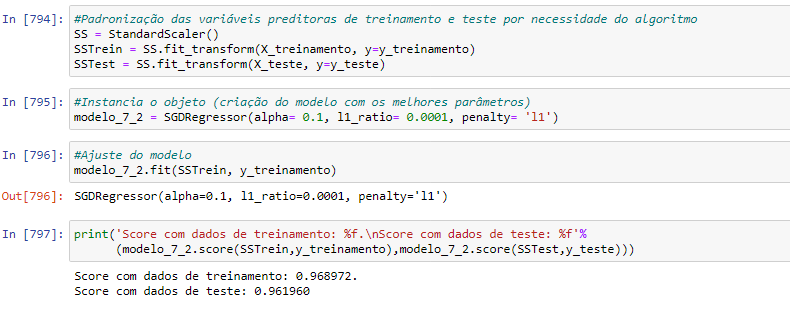 In [794]: #Padronização das variáveis preditoras de treinamento e teste por necessidade do algoritmo
SS = StandardScaler()
SSTrein = SS.fit_transform(X_treinamento, y=y_treinamento)
SSTest = SS.fit_transform(X_teste, y=y_teste)
In [795]: #Instancia o objeto (criação do modelo com os melhores parâmetros)
modelo_7_2 = SGDRegressor(alpha= 0.1, l1_ratio= 0.0001, penalty= 'l1')
In [796]: #Ajuste do modelo
modelo_7_2.fit(SSTrein, y_treinamento)
Out[796]: SGDRegressor(alpha=0.1, l1_ratio=0.0001, penalty='l1')
In [797]: print('Score com dados de treinamento: %f.\nScore com dados de teste: %f'%
(modelo_7_2.score(SSTrein,y_treinamento),modelo_7_2.score(SSTest,y_teste)))
Score com dados de treinamento: 0.968972.
Score com dados de teste: 0.961960